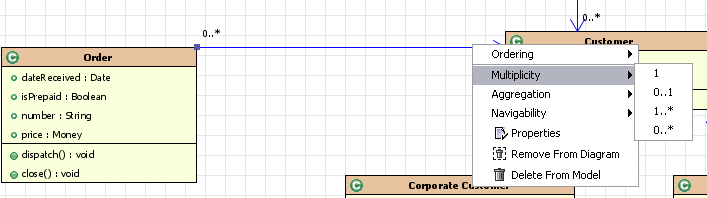 0..*
0..*
C
Order
dateReceived : Date
isPrepaid : Boolean
number : String
price : Money
dispatch() : void
close() : void
C
Customer
Ordering
Multiplicity
Aggregation
Navigability
Properties
Remove From Diagram
Delete From Model
1
0..1
1..*
0..*
C
Corporate Customer
C